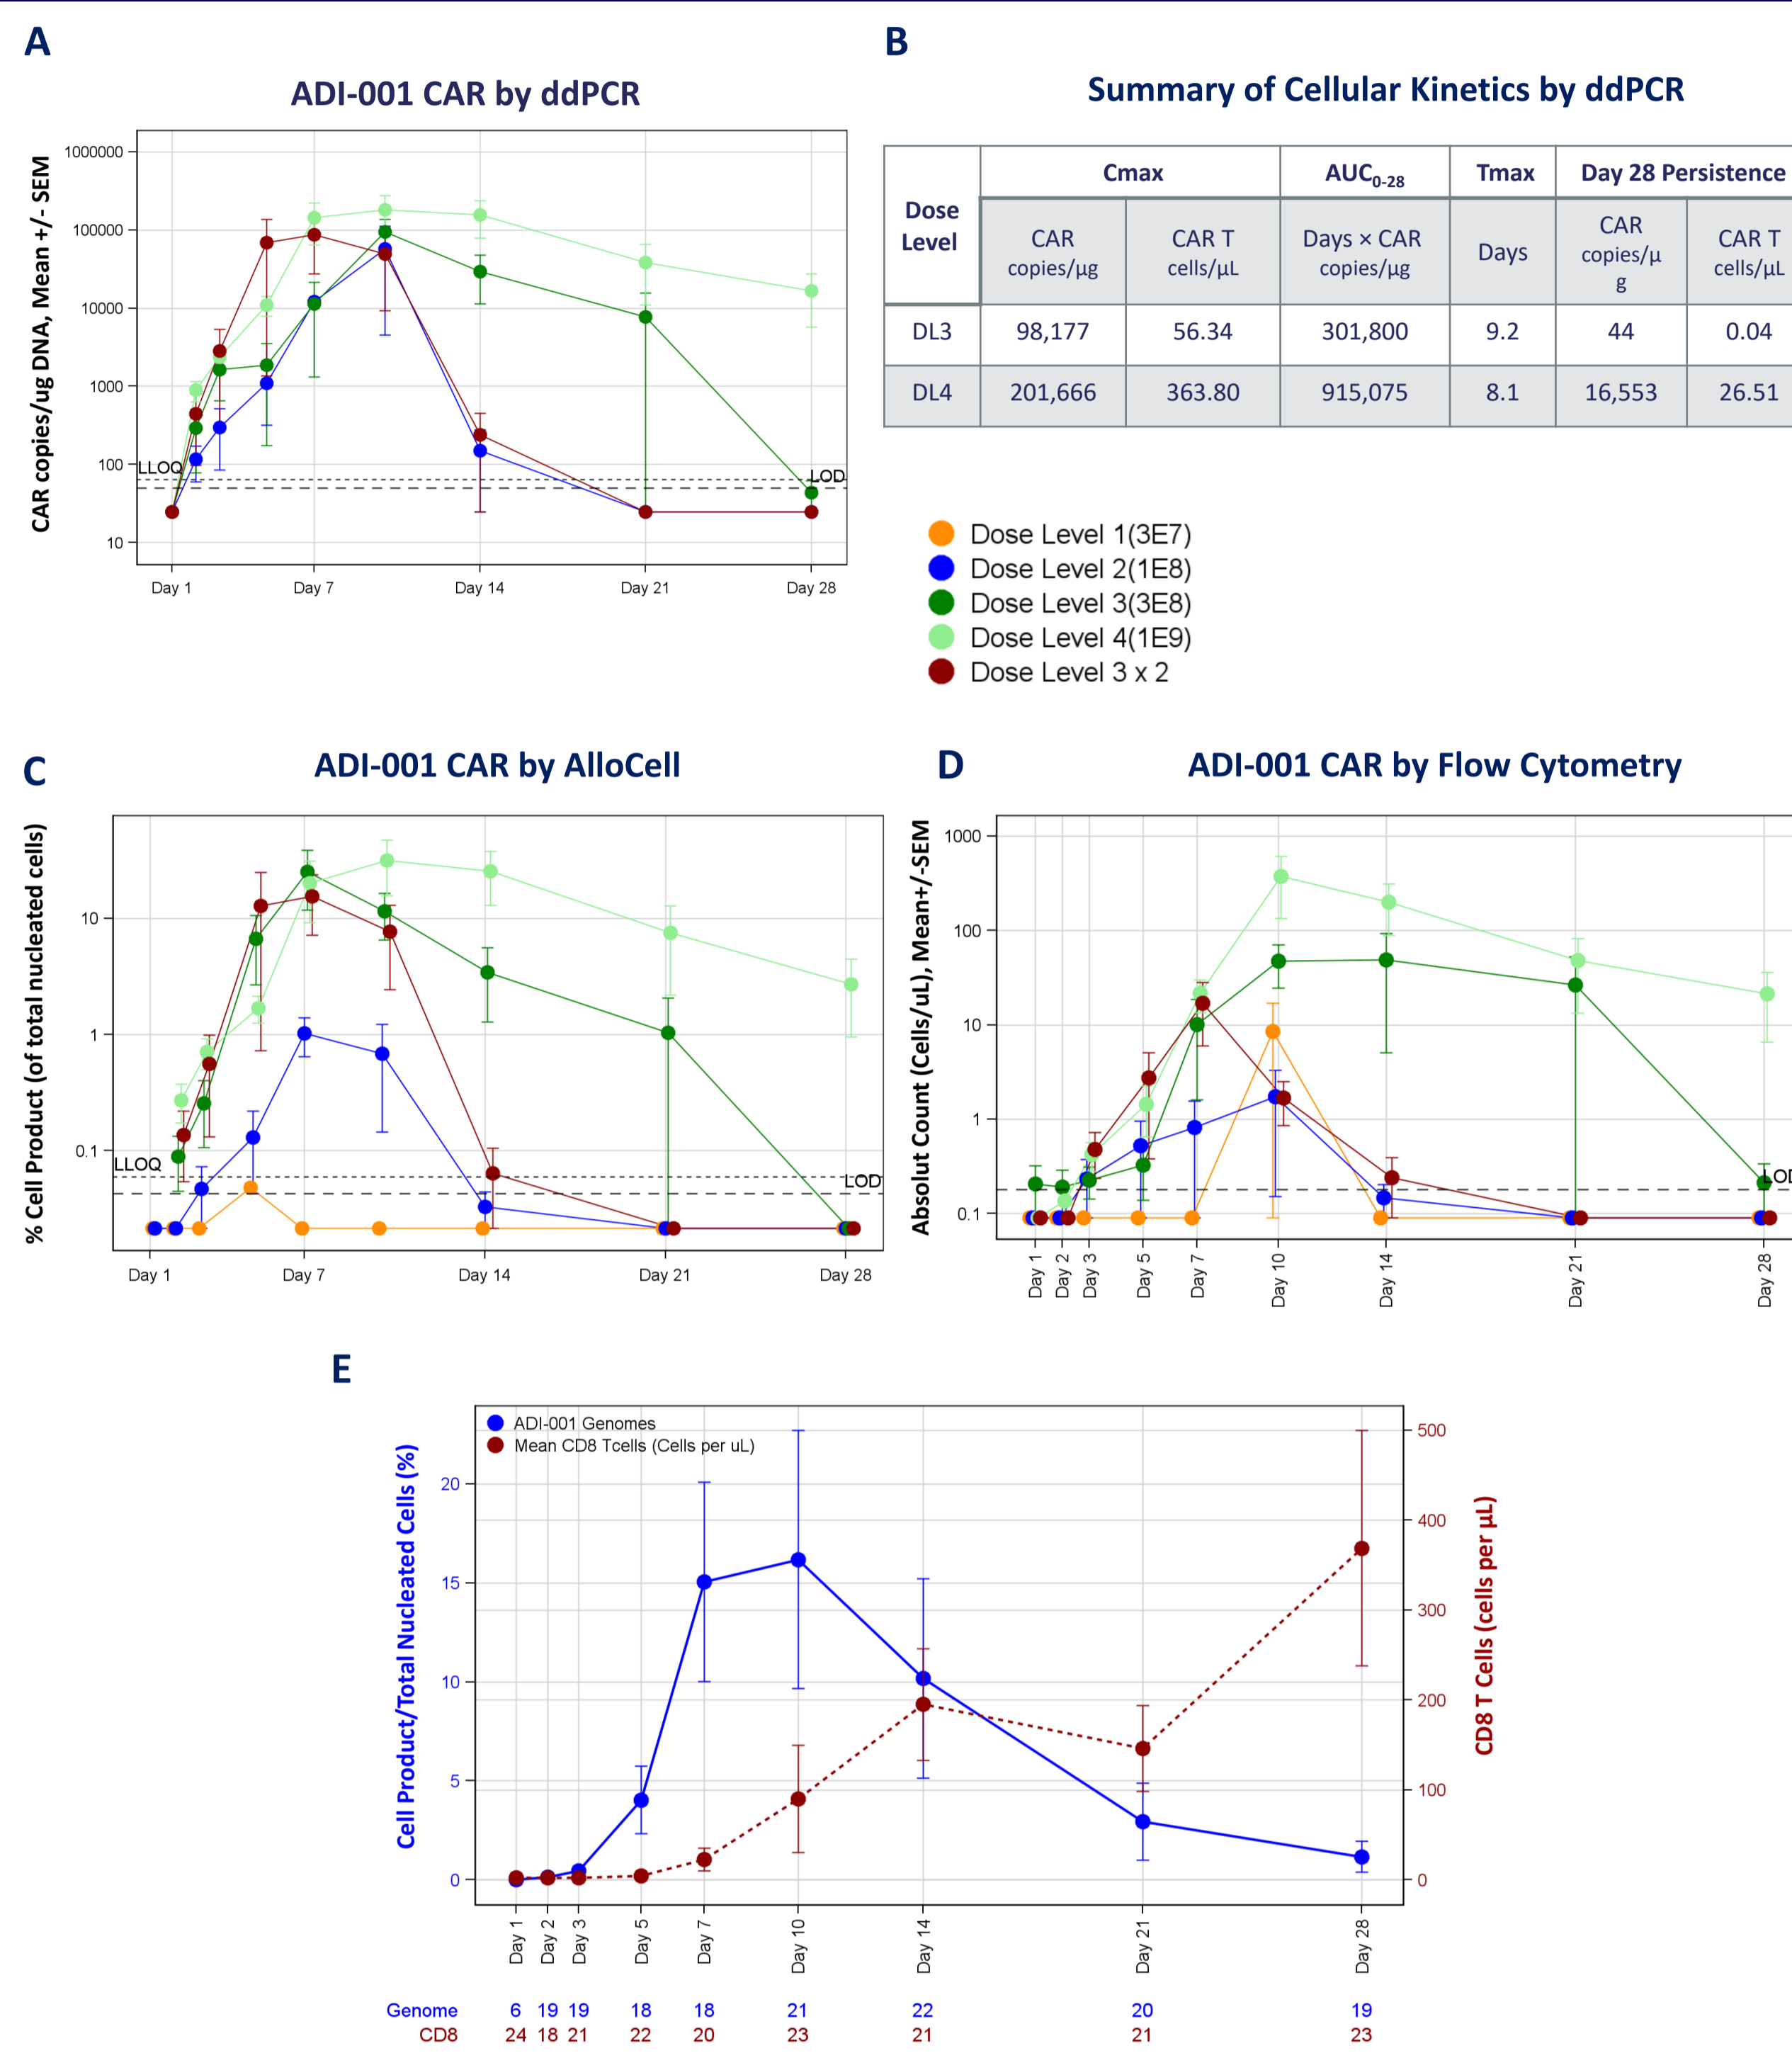 A
ADI-001 CAR by ddPCR
CAR copies/ug DNA, Mean +/- SEM
1000000
100000
10000
1000
100
10
LLOQ
LOD
Day 1
Day 7
Day 14
Day 21
Day 28
B
Summary of Cellular Kinetics by ddPCR
Dose Level
Cmax
AUC0-28
Tmax
Day 28 Persistence
CAR copies/µg
CAR T cells/µL
Days × CAR copies/µg
Days
CAR copies/µ
g
CAR T cells/µL
DL3 98,177 56.34 301,800 9.2 44 0.04
DL4 201,666 363.80 915,075 8.1 16,553 26.51
Dose Level 1(3E7)
Dose Level 2(1E8)
Dose Level 3(3E8)
Dose Level 4(1E9)
Dose Level 3 x 2
C
ADI-001 CAR by AlloCell
% Cell Product (of total nucleated cells)
10
1
0.1
LLOQ
LOD
Day 1
Day 7
Day 14
Day 21
Day 28
D
ADI-001 CAR by Flow Cytometry
Absolut Count (Cells/uL), Mean+/-SEM
1000
100
10
1
0.1
LOD
Day 1
Day 2
Day 3
Day 5
Day 7
Day 10
Day 14
Day 21
Day 28
E
ADI-001 Genomes
Mean CD8 Tcells (Cells per uL)
Cell Product/Total Nucleated Cells (%)
20
15
10
5
0
500
400
300
200
100
0
CD8 T Cells (cells per µL)
Day 1
Day 2
Day 3
Day 5
Day 7
Day 10
Day 14
Day 21
Day 28
Genome 6 19 19 18 18 21 22 20 19
CD8 24 18 21 22 20 23 21 21 23